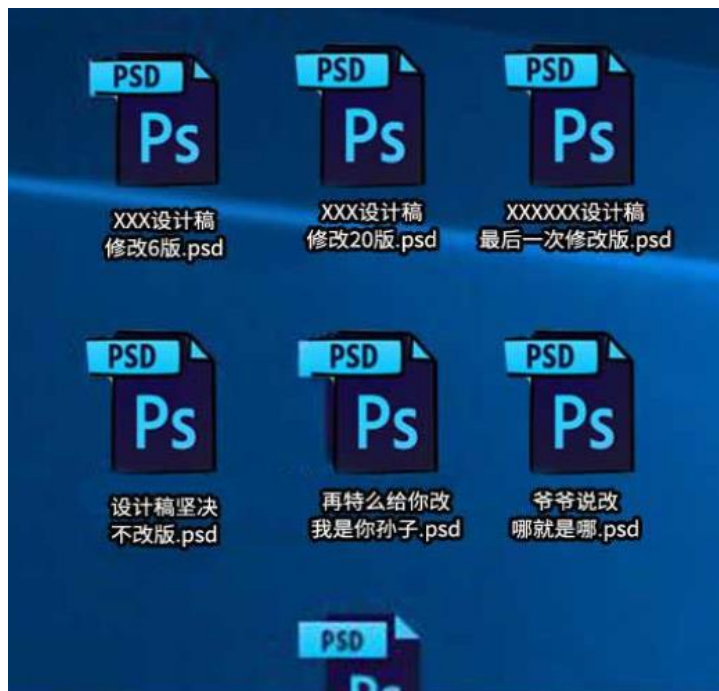 PSD PSD PSD
Ps Ps Ps
XXX设计稿 XXX设计稿 XXXXXX设计稿
修改6版.psd 修改20版.psd 最后一次修改版.psd
PSD PSD PSD
Ps Ps Ps
设计稿坚决 再特么给你改 爷爷说改
不改版.psd 我是你孙子.psd 哪就是哪.psd
PSD
Ps